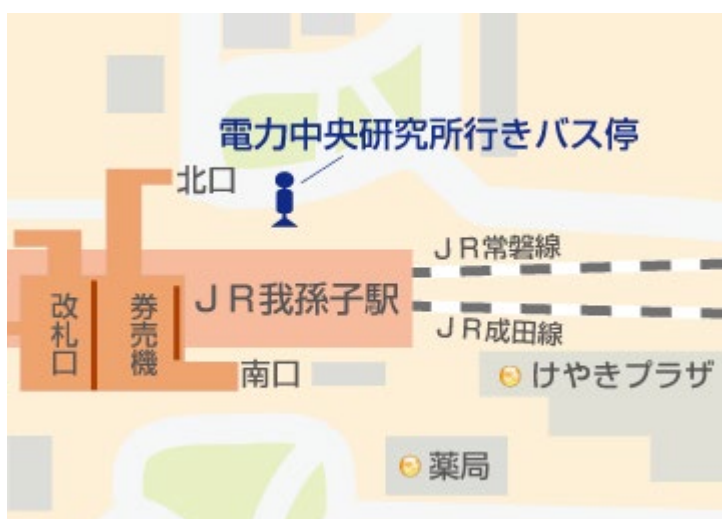 電力中央研究所行きバス停
北口
JR常磐線
改札口
券売機
JR我孫子駅
JR成田線
南口
けやきプラザ
薬局